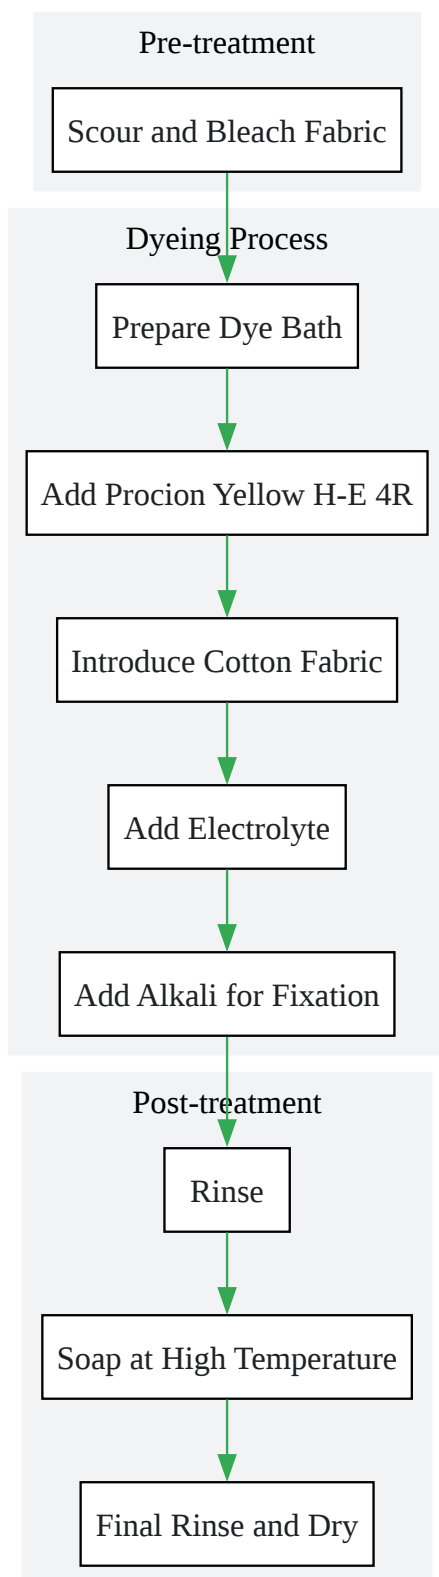 Pre-treatment
Scour and Bleach Fabric
Dyeing Process
Prepare Dye Bath
Add Procion Yellow H-E 4R
Introduce Cotton Fabric
Add Electrolyte
Add Alkali for Fixation
Post-treatment
Rinse
Soap at High Temperature
Final Rinse and Dry